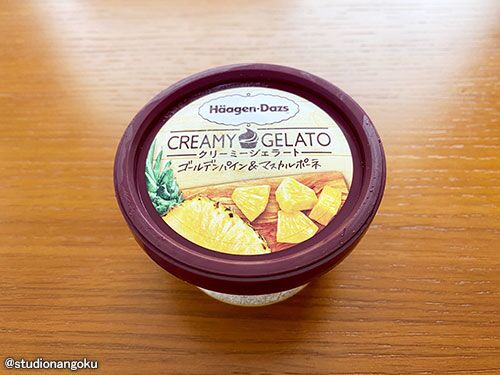 Häagen-Dazs
CREAMY GELATO
クリーミージェラート
ゴールデンパイン&マスカルポーネ
@studionangoku